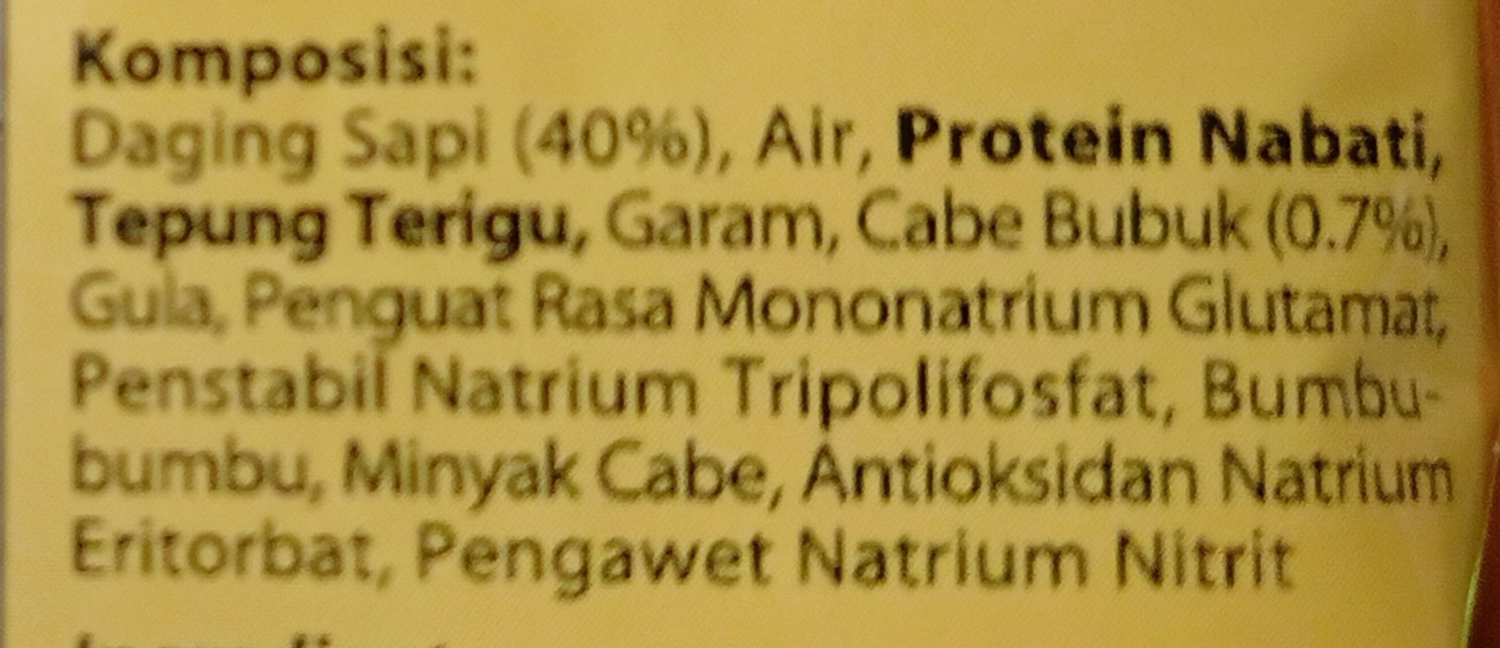 Komposisi:
Daging Sapi (40%), Air, Protein Nabati,
Tepung Terigu, Garam, Cabe Bubuk (0.7%),
Gula, Penguat Rasa Mononatrium Glutamat,
Penstabil Natrium Tripolifosfat, Bumbu-
bumbu, Minyak Cabe, Antioksidan Natrium
Eritorbat, Pengawet Natrium Nitrit